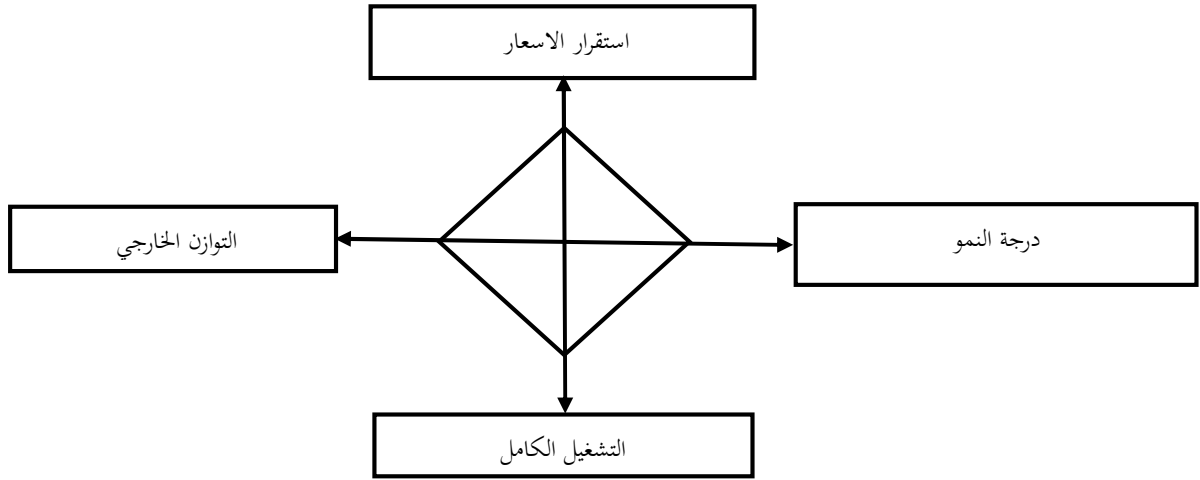 استقرار الاسعار
درجة النمو
التوازن الخارجي
التشغيل الكامل